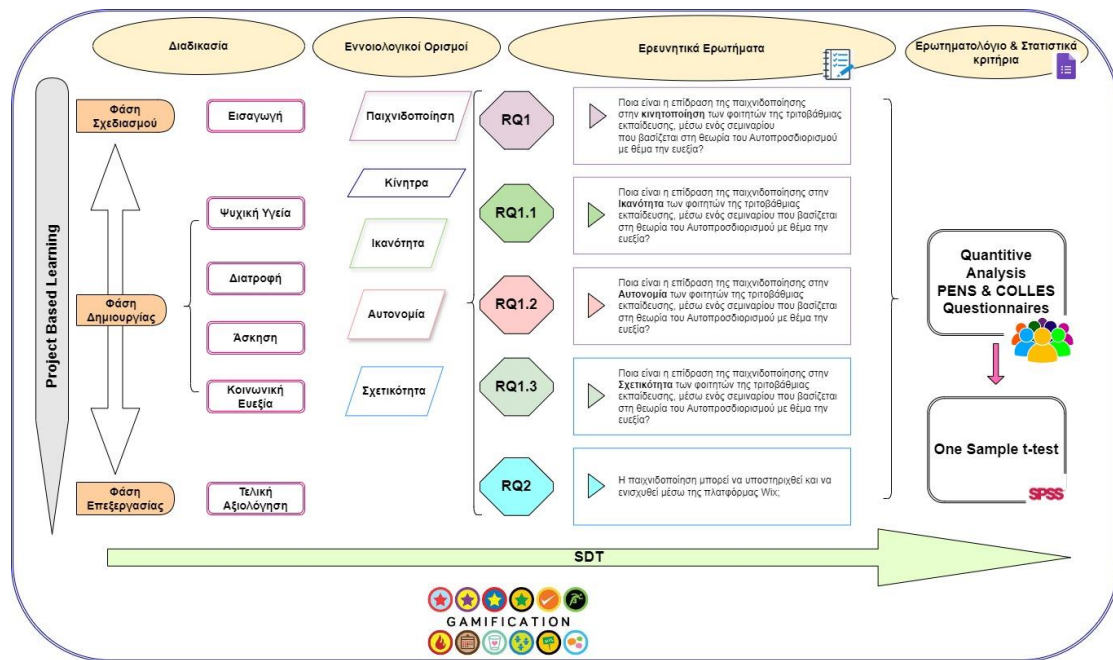 Διαδικασία
Εννοιολογικοί Ορισμοί
Ερευνητικά Ερωτήματα
Ερωτηματολόγιο & Στατιστικά
κριτήρια
Project Based Learning
Φάση
Σχεδιασμού
Φάση
Δημιουργίας
Φάση
Επεξεργασίας
Εισαγωγή
Ψυχική Υγεία
Διατροφή
Άσκηση
Κοινωνική
Ευεξία
Τελική
Αξιολόγηση
Παιχνιδοποίηση
Κίνητρα
Ικανότητα
Αυτονομία
Σχετικότητα
RQ1
Ποια είναι η επίδραση της παιχνιδοποίησης
στην κινητοποίηση των φοιτητών της τριτοβάθμιας
εκπαίδευσης, μέσω ενός σεμιναρίου
που βασίζεται στη θεωρία του Αυτοπροσδιορισμού
με θέμα την ευεξία?
RQ1.1
Ποια είναι η επίδραση της παιχνιδοποίησης στην
Ικανότητα των φοιτητών της τριτοβάθμιας
εκπαίδευσης, μέσω ενός σεμιναρίου που βασίζεται
στη θεωρία του Αυτοπροσδιορισμού με θέμα την
ευεξία?
RQ1.2
Ποια είναι η επίδραση της παιχνιδοποίησης στην
Αυτονομία των φοιτητών της τριτοβάθμιας
εκπαίδευσης, μέσω ενός σεμιναρίου που βασίζεται
στη θεωρία του Αυτοπροσδιορισμού με θέμα την
ευεξία?
RQ1.3
Ποια είναι η επίδραση της παιχνιδοποίησης στην
Σχετικότητα των φοιτητών της τριτοβάθμιας
εκπαίδευσης, μέσω ενός σεμιναρίου που βασίζεται
στη θεωρία του Αυτοπροσδιορισμού με θέμα την
ευεξία?
RQ2
Η παιχνιδοποίηση μπορεί να υποστηριχθεί και να
ενισχυθεί μέσω της πλατφόρμας Wix;
Quantitive
Analysis
PENS & COLLES
Questionnaires
One Sample t-test
SPSS
SDT
GAMIFICATION